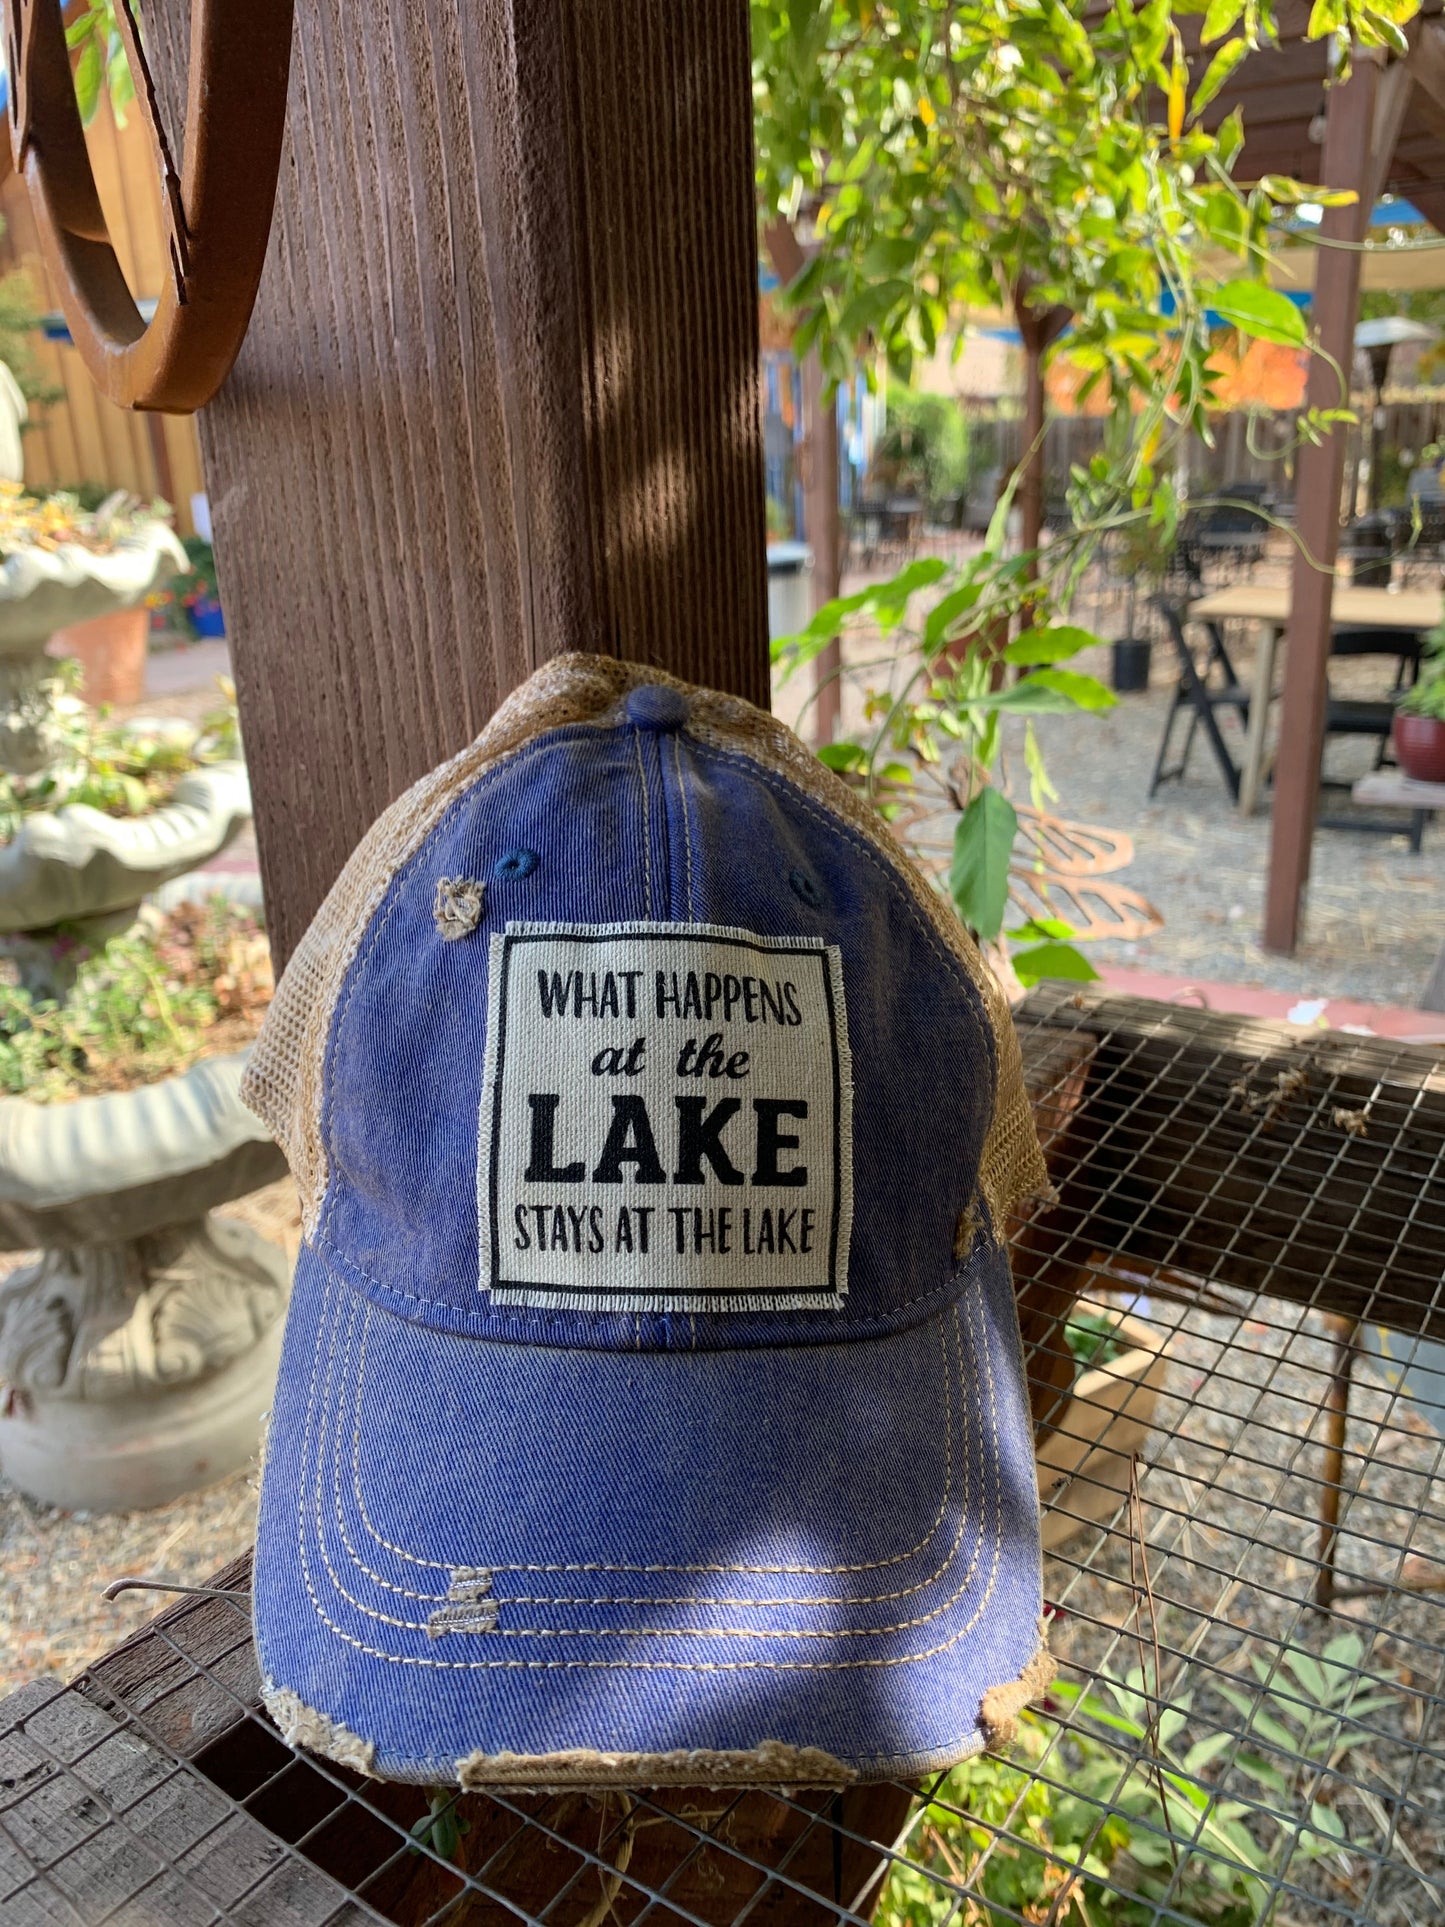 WHAT HAPPENS
at the
LAKE
STAYS AT THE LAKE